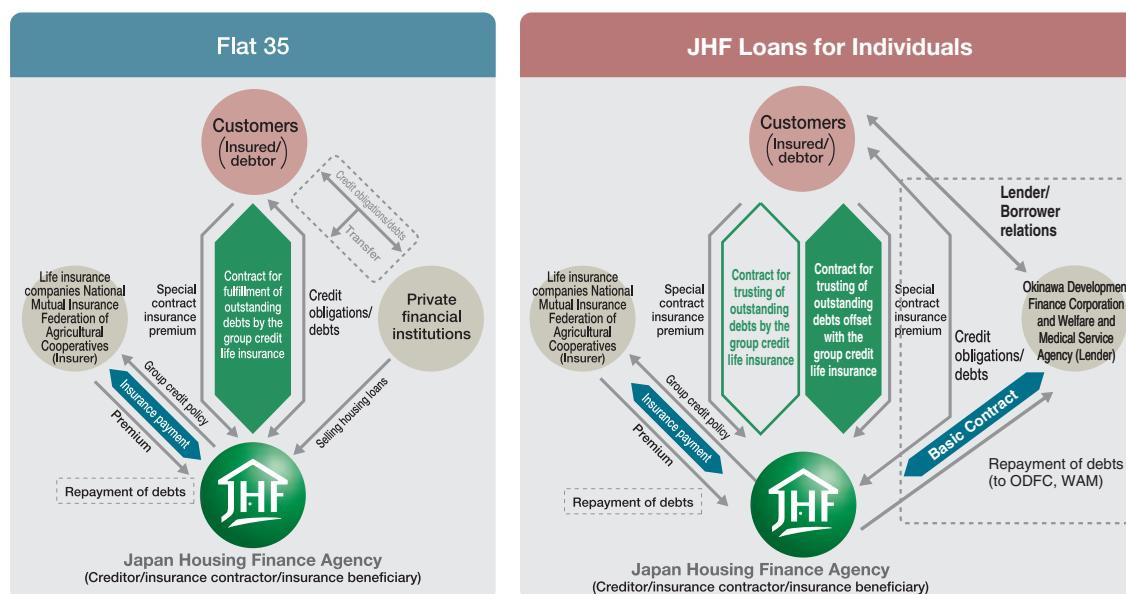 Flat 35
Customers
(Insured/
debtor)
Credit obligations/debts
Transfer
Life insurance
companies National
Mutual Insurance
Federation of
Agricultural
Cooperatives
(Insurer)
Special
contract
insurance
premium
Contract for
fulfillment of
outstanding
debts by the
group credit
life insurance
Credit
obligations/
debts
Private
financial
institutions
Group credit policy
Insurance payment
Premium
Selling housing loans
Repayment of debts
JHF
Japan Housing Finance Agency
(Creditor/insurance contractor/insurance beneficiary)
JHF Loans for Individuals
Customers
(Insured/
debtor)
Lender/
Borrower
relations
Life insurance
companies National
Mutual Insurance
Federation of
Agricultural
Cooperatives
(Insurer)
Special
contract
insurance
premium
Contract for
trusting of
outstanding
debts by the
group credit
life insurance
Contract for
trusting of
outstanding
debts offset
with the
group credit
life insurance
Special
contract
insurance
premium
Okinawa Development
Finance Corporation
and Welfare and
Medical Service
Agency (Lender)
Credit
obligations/
debts
Group credit policy
Insurance payment
Premium
Basic Contract
Repayment of debts
(to ODFC, WAM)
Repayment of debts
JHF
Japan Housing Finance Agency
(Creditor/insurance contractor/insurance beneficiary)